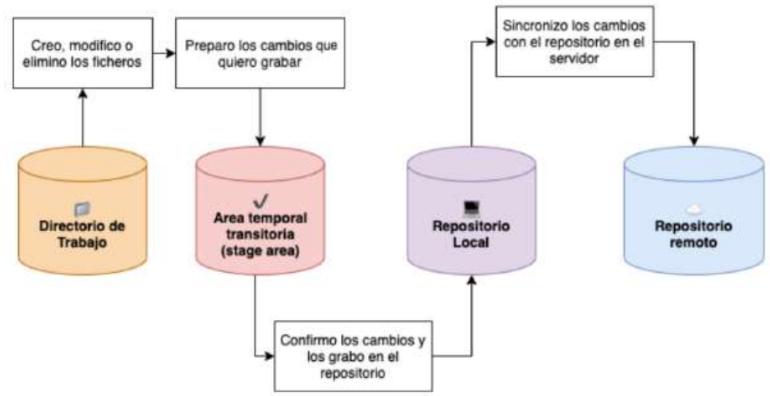 Creo, modifico o
elimino los ficheros
Preparo los cambios que
quiero grabar
Sincronizo los cambios
con el repositorio en el
servidor
Directorio de
Trabajo
Area temporal
transitoria
(stage area)
Repositorio
Local
Repositorio
remoto
Confirmo los cambios y
los grabo en el
repositorio